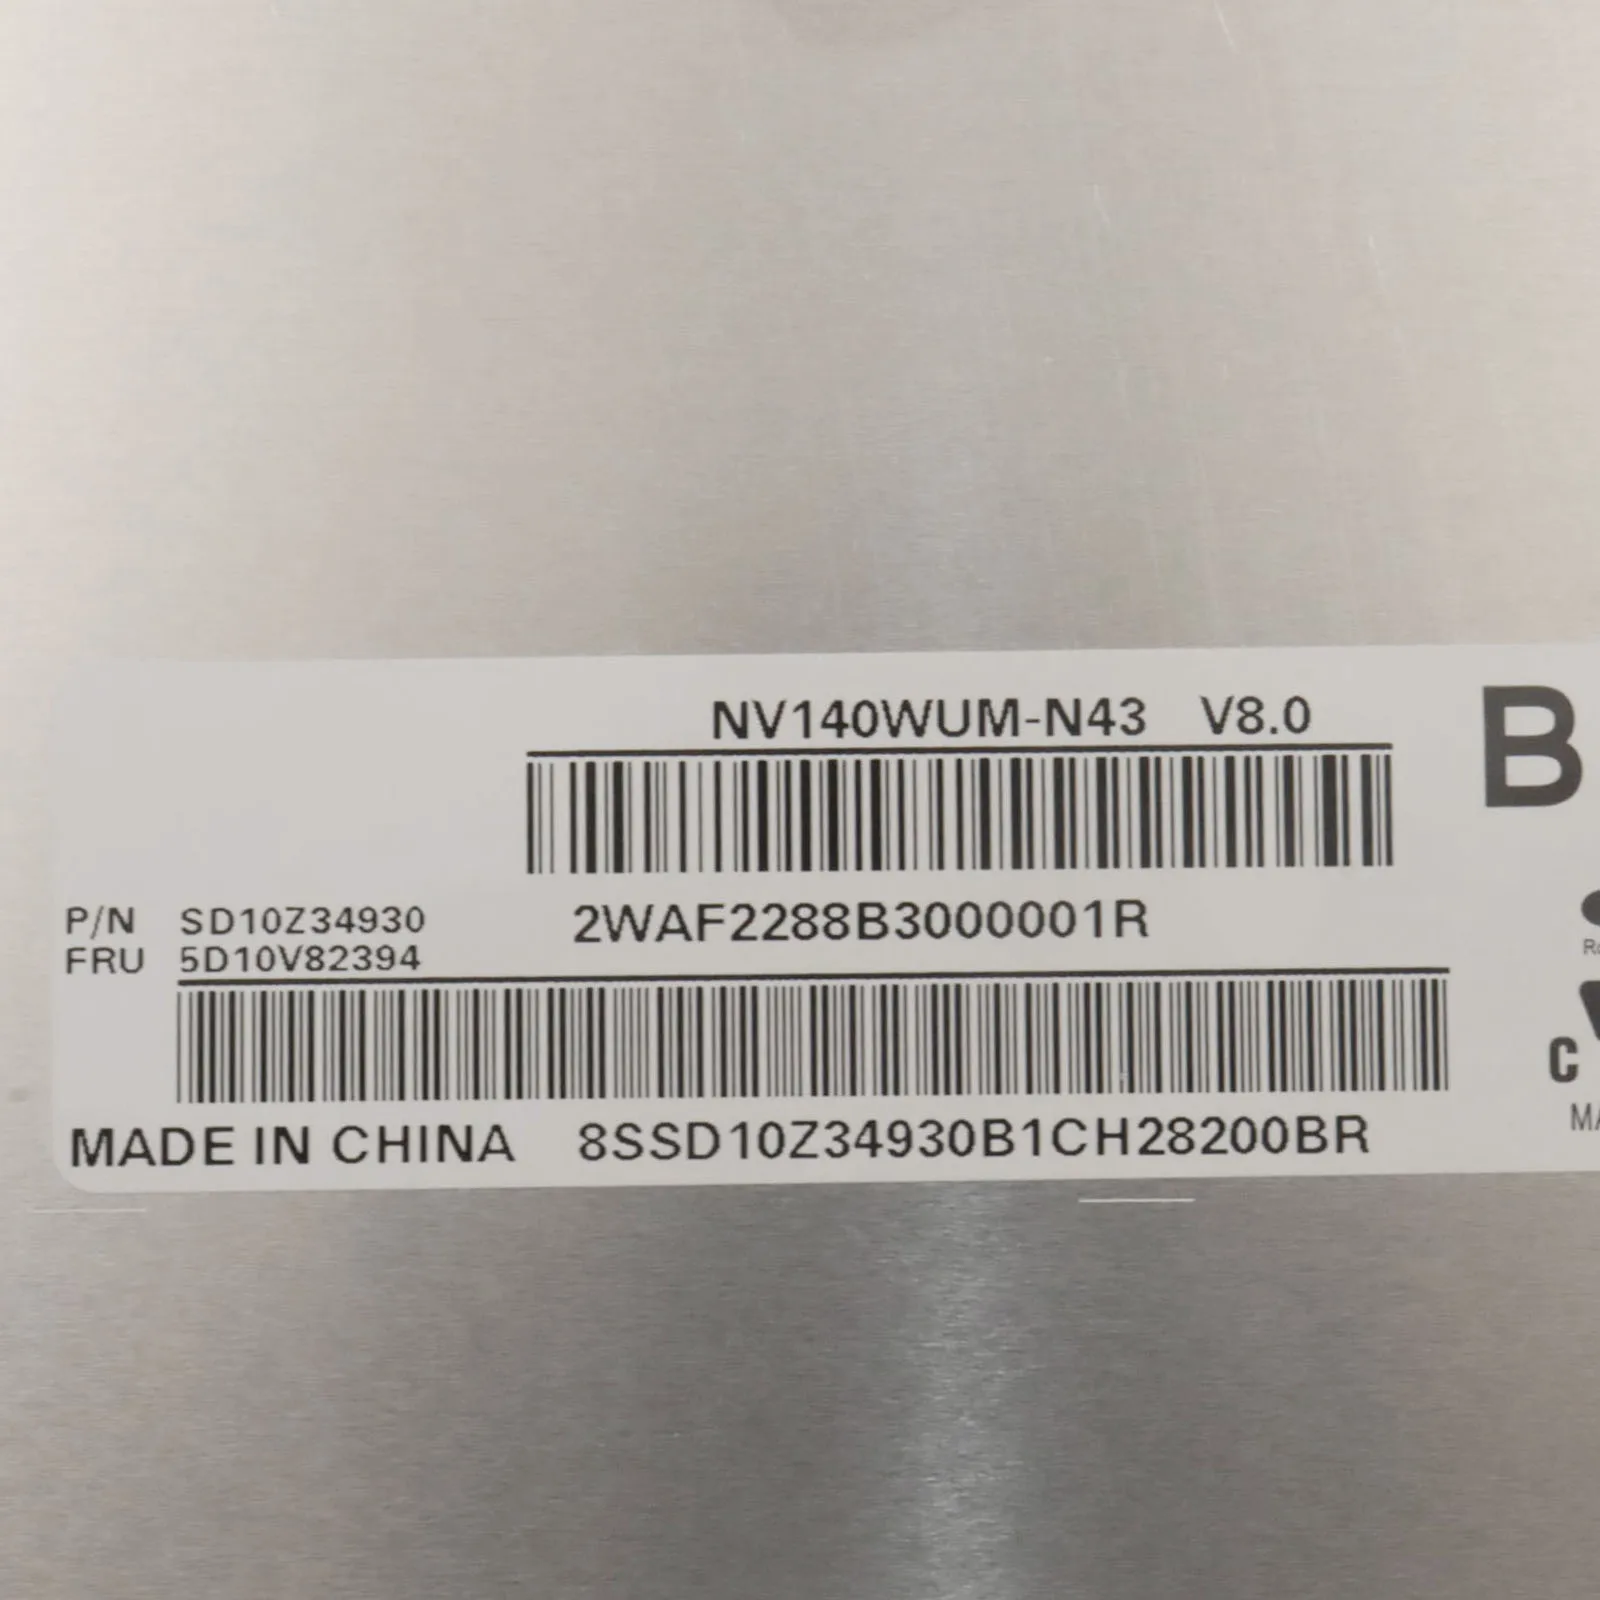 NV140WUM-N43 V8.0
B
P/N SD10Z34930
FRU 5D10V82394
2WAF2288B3000001R
C
MADE IN CHINA 8SSD10Z34930B1CH28200BR